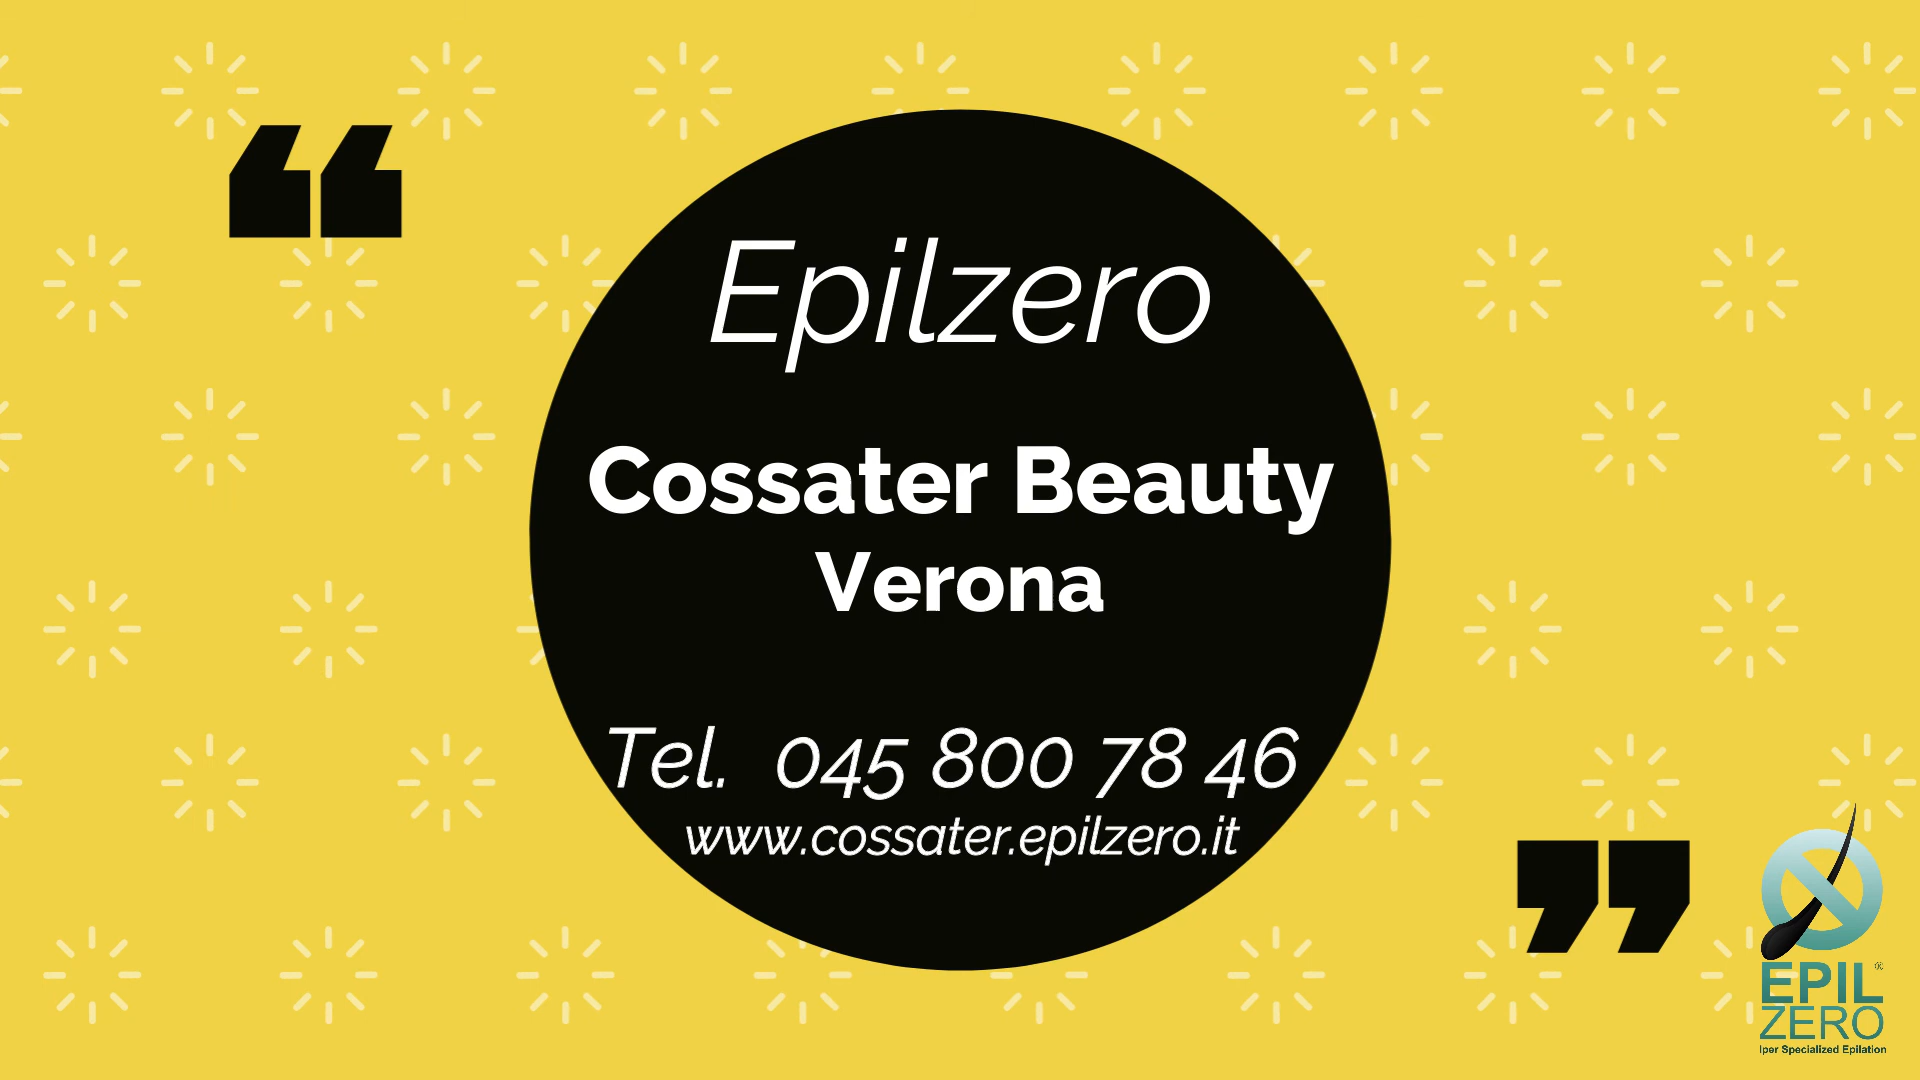 “
Epilzero
Cossater Beauty
Verona
Tel. 045 800 78 46
www.cossater.epilzero.it
”
EPIL®
ZERO
Iper Specialized Epilation